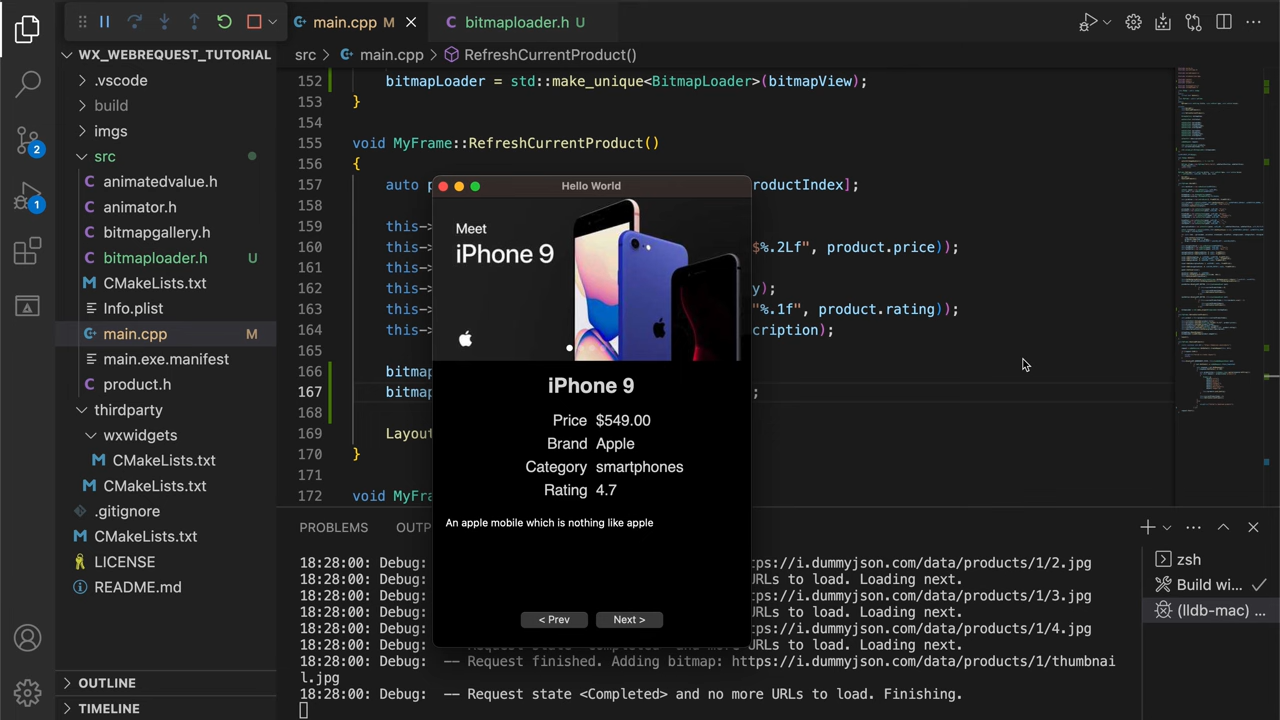 main.cpp M
bitmaploader.h U
WX_WEBREQUEST_TUTORIAL
src > main.cpp > RefreshCurrentProduct()
.vscode
build
imgs
src
animatedvalue.h
animator.h
bitmapgallery.h
bitmaploader.h U
CMakeLists.txt
Info.plist
main.cpp M
main.exe.manifest
product.h
thirdparty
wxwidgets
CMakeLists.txt
CMakeLists.txt
.gitignore
CMakeLists.txt
LICENSE
README.md
OUTLINE
TIMELINE
2
1
152 bitmapLoader = std::make_unique<BitmapLoader>(bitmapView);
153 }
154
155 void MyFrame::RefreshCurrentProduct()
156 {
157 auto p
roductIndex];
158
159 this-
160 this-
$%.2Lf", product.price));
161 this-
162 this-
y);
163 this-
"%.1f", product.rating));
164 this-
cripion);
165
166 bitmap
167 bitmap
;
168
169 Layout
170 }
171
172 void MyFra
Hello World
Meet
iPhone 9
iPhone 9
Price $549.00
Brand Apple
Category smartphones
Rating 4.7
An apple mobile which is nothing like apple
< Prev
Next >
PROBLEMS
OUTP
18:28:00: Debug:
tps://i.dummyjson.com/data/products/1/2.jpg
18:28:00: Debug:
URLs to load. Loading next.
18:28:00: Debug:
tps://i.dummyjson.com/data/products/1/3.jpg
18:28:00: Debug:
URLs to load. Loading next.
18:28:00: Debug:
tps://i.dummyjson.com/data/products/1/4.jpg
18:28:00: Debug:
URLs to load. Loading next.
18:28:00: Debug: -- Request finished. Adding bitmap: https://i.dummyjson.com/data/products/1/thumbnai
l.jpg
18:28:00: Debug: -- Request state <Completed> and no more URLs to load. Finishing.
zsh
Build wi...
(lldb-mac) ...